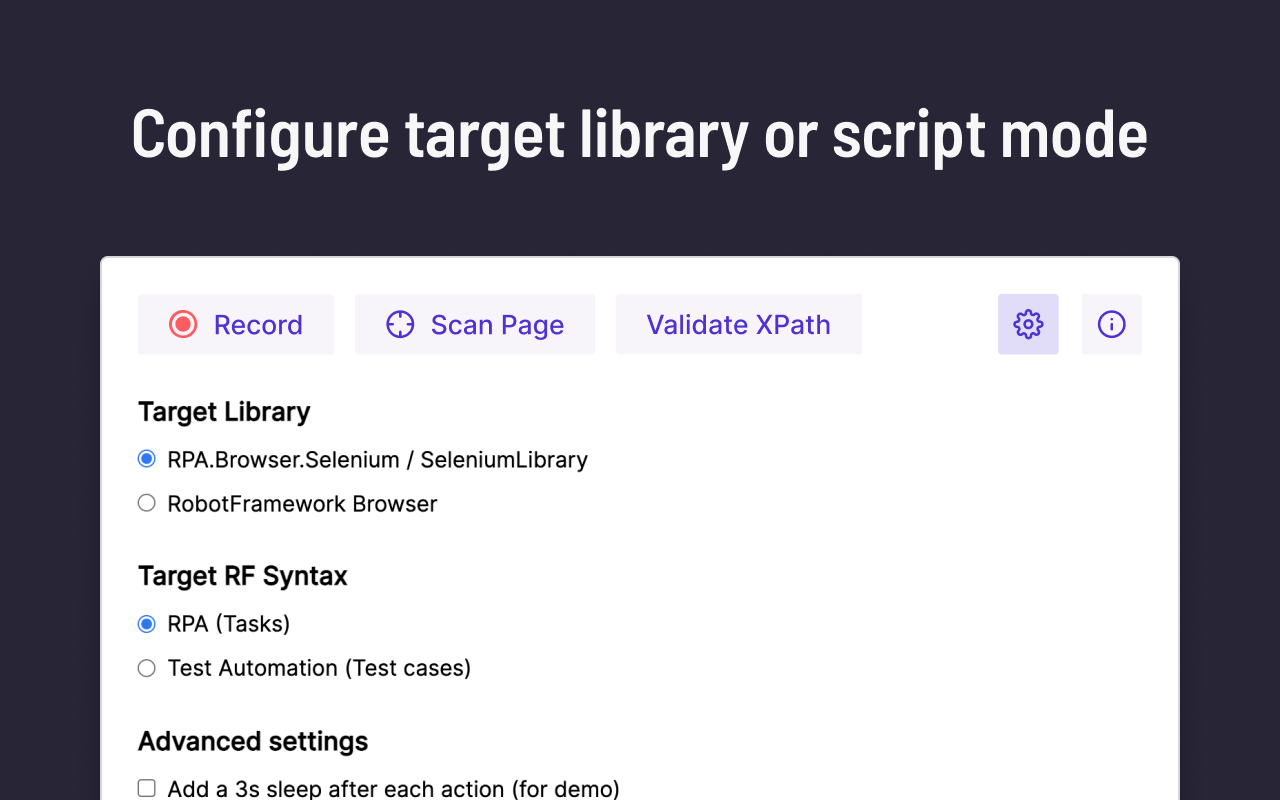 Configure target library or script mode
Record Scan Page Validate XPath
Target Library
RPA.Browser.Selenium / SeleniumLibrary
RobotFramework Browser
Target RF Syntax
RPA (Tasks)
Test Automation (Test cases)
Advanced settings
Add a 3s sleep after each action (for demo)